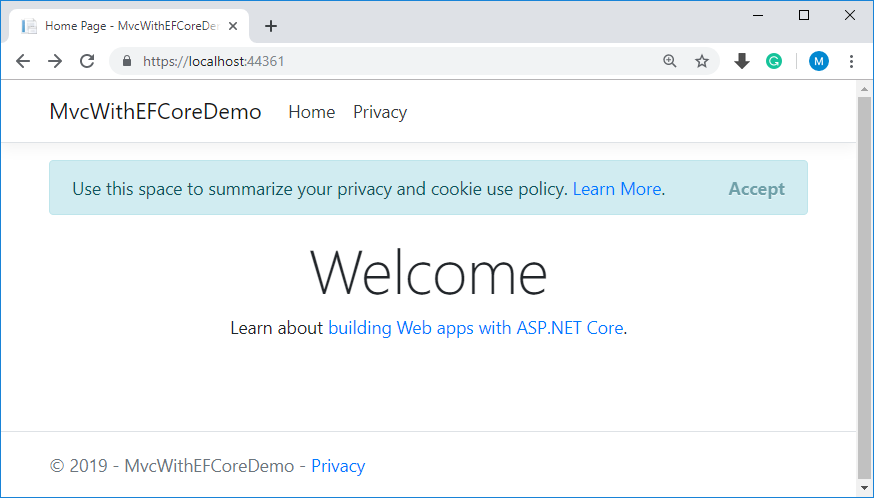 Home Page - MvcWithEFCoreDe
https://localhost:44361
M
MvcWithEFCoreDemo Home Privacy
Use this space to summarize your privacy and cookie use policy. Learn More. Accept
Welcome
Learn about building Web apps with ASP.NET Core.
© 2019 - MvcWithEFCoreDemo - Privacy